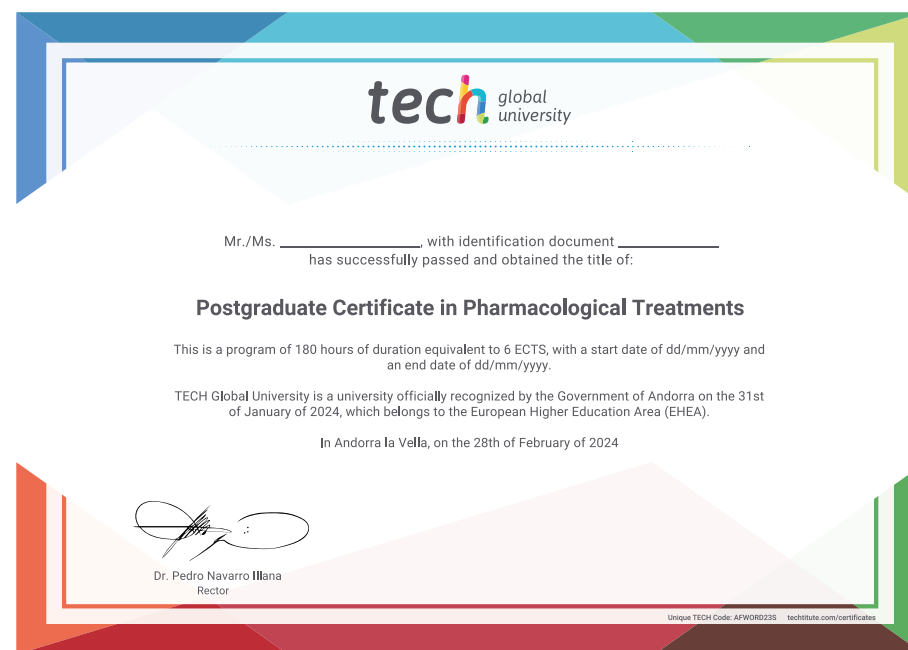 tech global
university
Mr./Ms. ____________, with identification document ____________
has successfully passed and obtained the title of:
Postgraduate Certificate in Pharmacological Treatments
This is a program of 180 hours of duration equivalent to 6 ECTS, with a start date of dd/mm/yyyy and
an end date of dd/mm/yyyy.
TECH Global University is a university officially recognized by the Government of Andorra on the 31st
of January of 2024, which belongs to the European Higher Education Area (EHEA).
In Andorra la Vella, on the 28th of February of 2024
Dr. Pedro Navarro Illana
Rector
Unique TECH Code: AFWORD23S techtitute.com/certificates